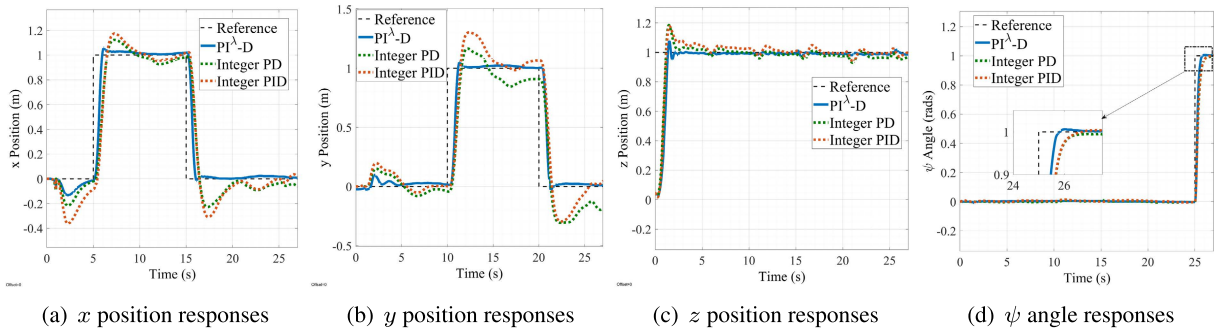 x Position (m)
1.2
1
0.8
0.6
0.4
0.2
0
-0.2
-0.4
0
5
10
15
20
25
Time (s)
Reference
PI^λ-D
Integer PD
Integer PID
Offset=0
(a) x position responses
y Position (m)
1.5
1
0.5
0
-0.5
0
5
10
15
20
25
Time (s)
Reference
PI^λ-D
Integer PD
Integer PID
Offset=0
(b) y position responses
z Position (m)
1.2
1
0.8
0.6
0.4
0.2
0
-0.2
0
5
10
15
20
25
Time (s)
Reference
PI^λ-D
Integer PD
Integer PID
Offset=0
(c) z position responses
ψ Angle (rads)
1.2
1
0.8
0.6
0.4
0.2
0
-0.2
0
5
10
15
20
25
Time (s)
Reference
PI^λ-D
Integer PD
Integer PID
1
0.9
24
26
(d) ψ angle responses